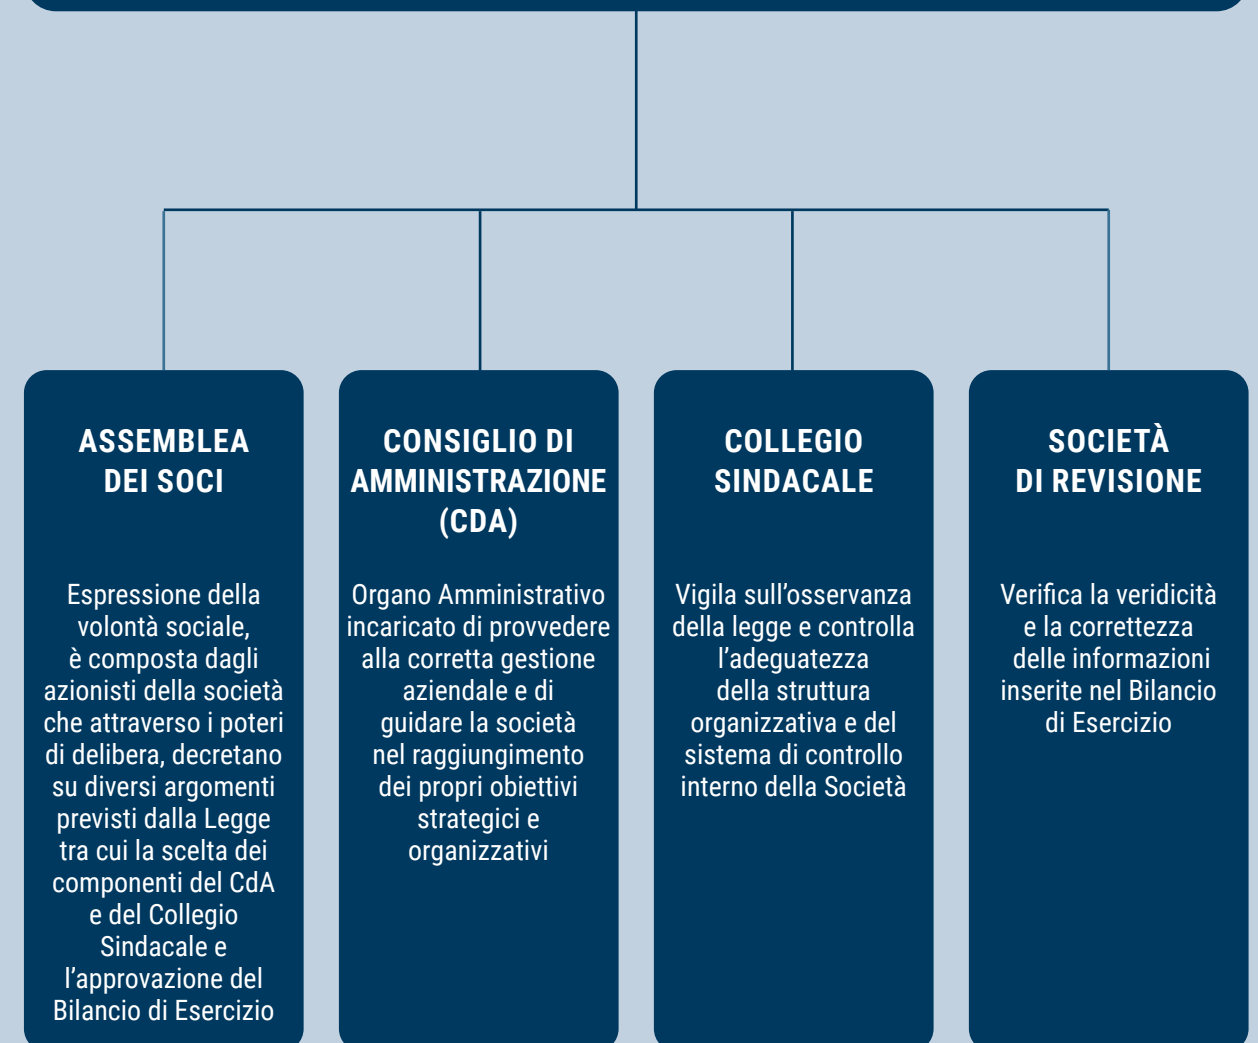 ASSEMBLEA
DEI SOCI
Espressione della
volontà sociale,
è composta dagli
azionisti della società
che attraverso i poteri
di delibera, decretano
su diversi argomenti
previsti dalla Legge
tra cui la scelta dei
componenti del CdA
e del Collegio
Sindacale e
l’approvazione del
Bilancio di Esercizio
CONSIGLIO DI
AMMINISTRAZIONE
(CDA)
Organo Amministrativo
incaricato di provvedere
alla corretta gestione
aziendale e di
guidare la società
nel raggiungimento
dei propri obiettivi
strategici e
organizzativi
COLLEGIO
SINDACALE
Vigila sull’osservanza
della legge e controlla
l’adeguatezza
della struttura
organizzativa e del
sistema di controllo
interno della Società
SOCIETÀ
DI REVISIONE
Verifica la veridicità
e la correttezza
delle informazioni
inserite nel Bilancio
di Esercizio